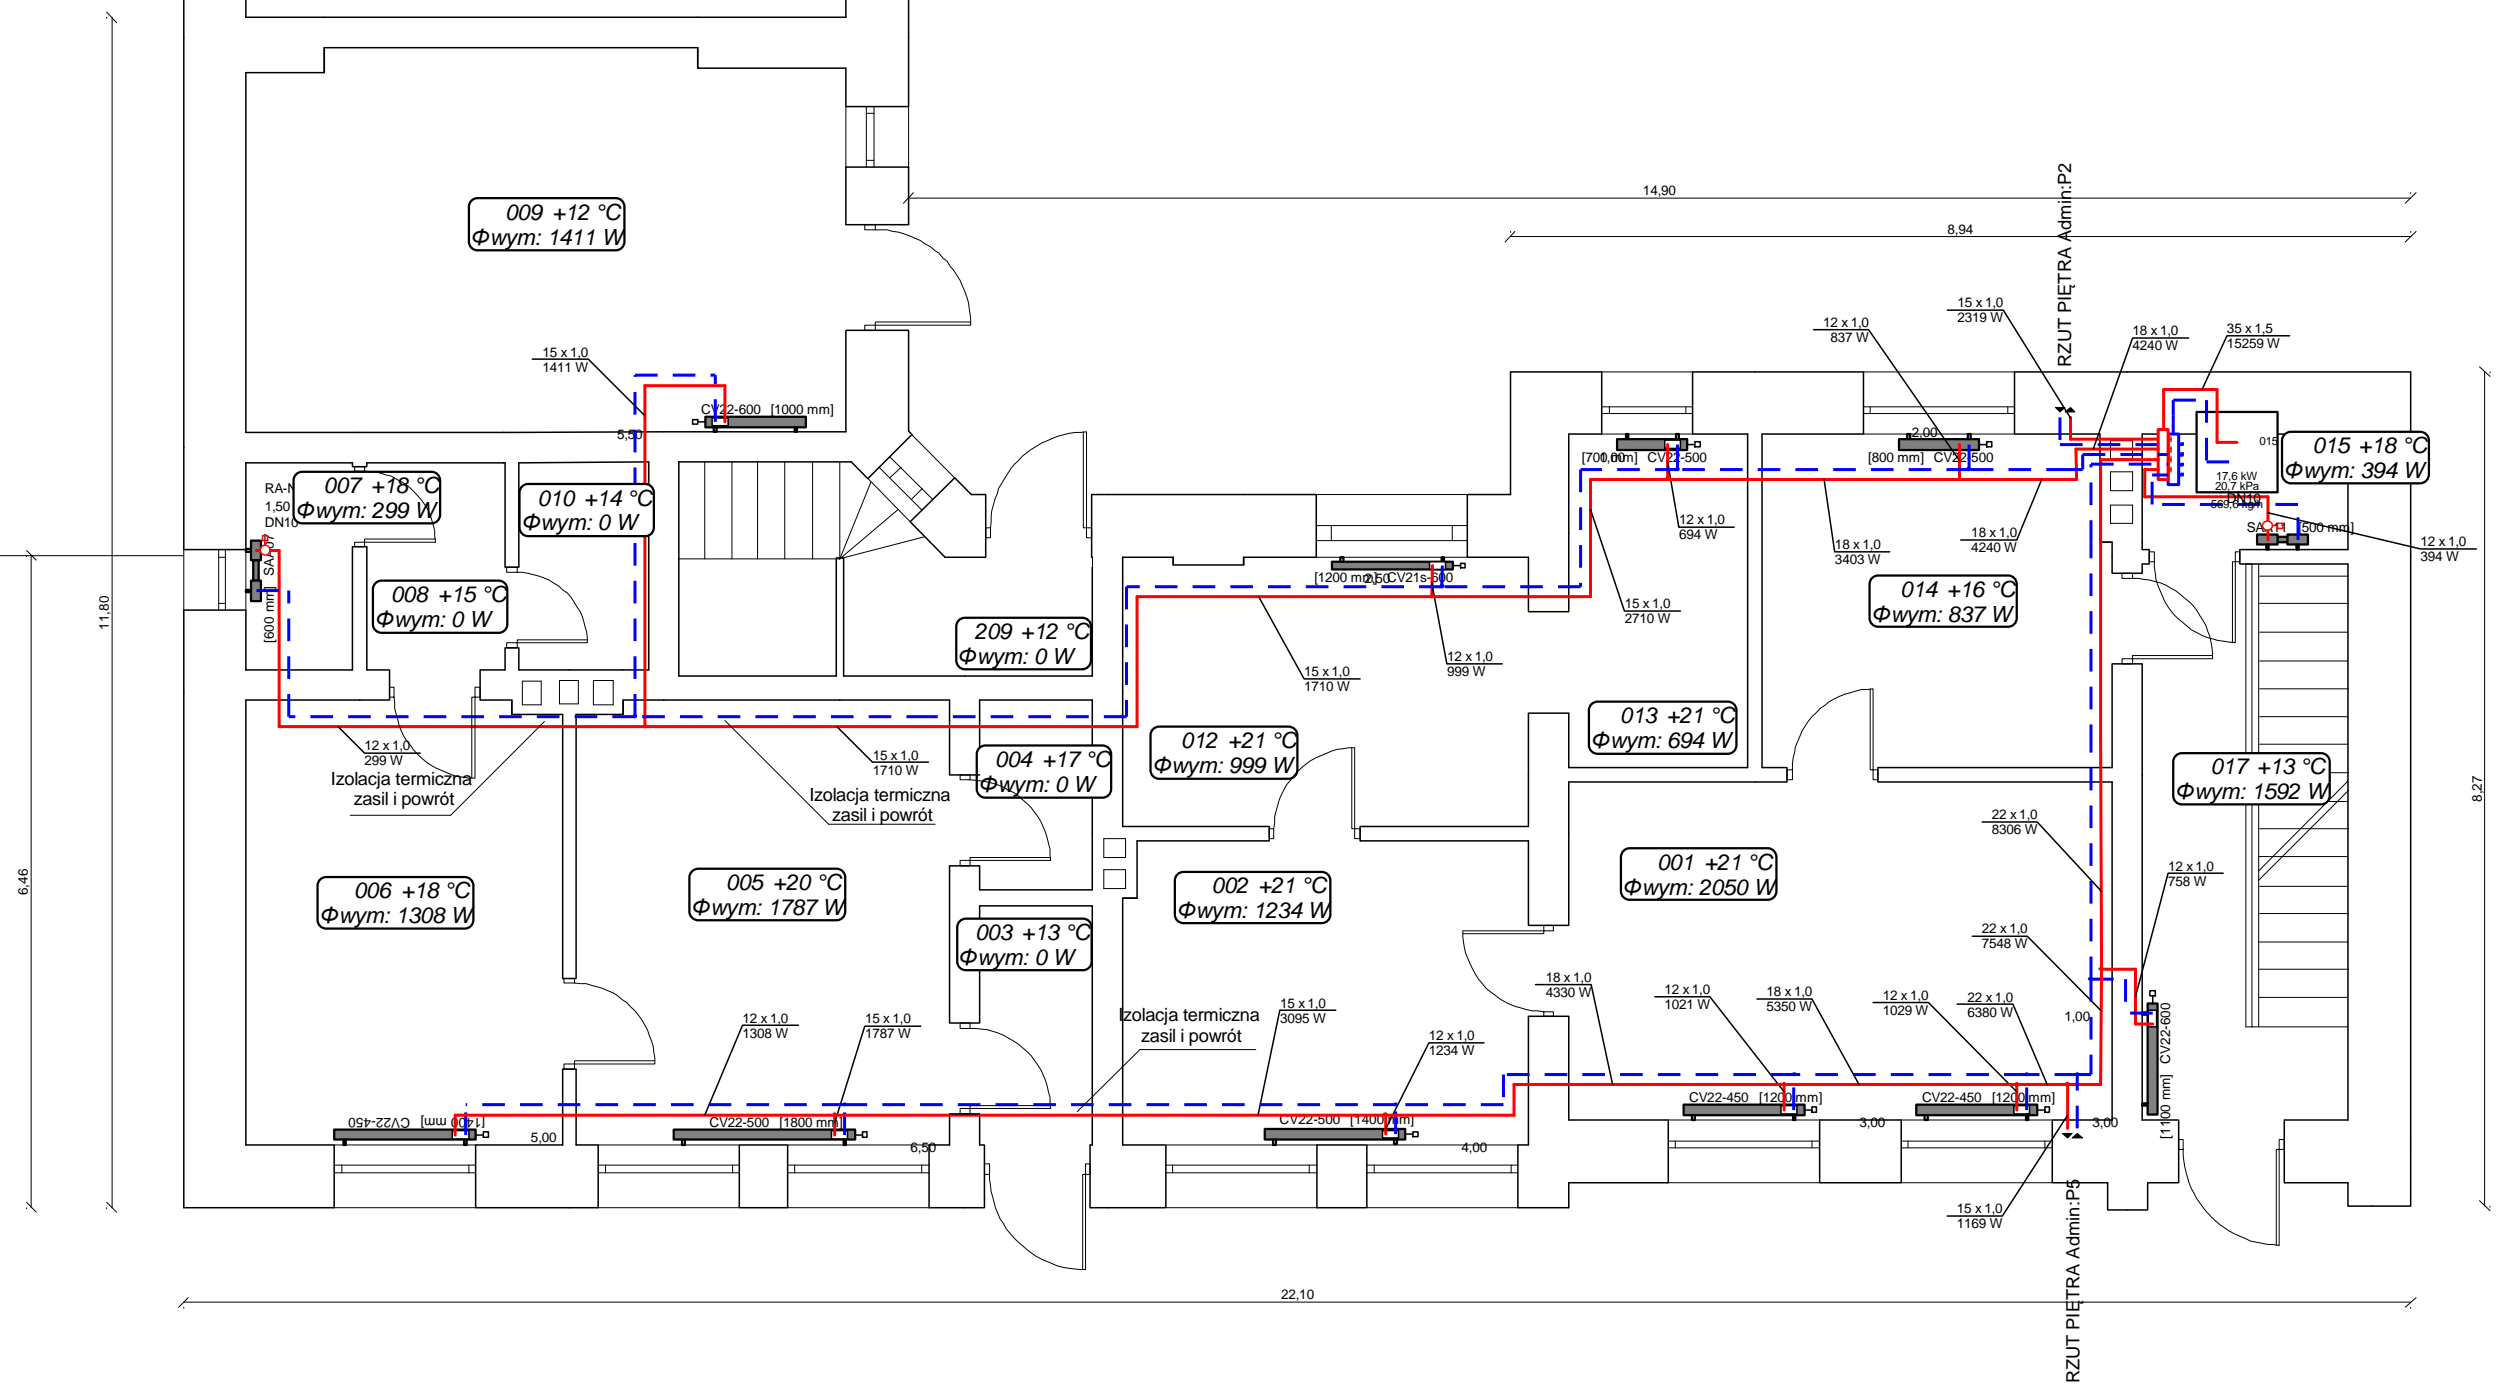 009 +12 °C
Φwym: 1411 W
14,90
8,94
RZUT PIĘTRA Admin:P2
15 x 1,0
2319 W
12 x 1,0
837 W
18 x 1,0
4240 W
35 x 1,5
15259 W
15 x 1,0
1411 W
CV22-600 [1000 mm]
5,50
2,00
[700 mm] CV22-500
1,00
[800 mm] CV22-500
015
015 +18 °C
Φwym: 394 W
17,6 kW
20,7 kPa
DN10
[500 mm]
RA-N
1,50
DN10
007 +18 °C
Φwym: 299 W
010 +14 °C
Φwym: 0 W
12 x 1,0
694 W
18 x 1,0
3403 W
18 x 1,0
4240 W
12 x 1,0
394 W
[600 mm]
[1200 mm] CV21s-600
2,50
008 +15 °C
Φwym: 0 W
209 +12 °C
Φwym: 0 W
15 x 1,0
2710 W
014 +16 °C
Φwym: 837 W
11,80
15 x 1,0
1710 W
12 x 1,0
999 W
013 +21 °C
Φwym: 694 W
12 x 1,0
299 W
Izolacja termiczna
zasil i powrót
15 x 1,0
1710 W
Izolacja termiczna
zasil i powrót
004 +17 °C
Φwym: 0 W
012 +21 °C
Φwym: 999 W
017 +13 °C
Φwym: 1592 W
8,27
22 x 1,0
8306 W
6,46
006 +18 °C
Φwym: 1308 W
005 +20 °C
Φwym: 1787 W
002 +21 °C
Φwym: 1234 W
001 +21 °C
Φwym: 2050 W
12 x 1,0
758 W
003 +13 °C
Φwym: 0 W
22 x 1,0
7548 W
18 x 1,0
4330 W
12 x 1,0
1021 W
18 x 1,0
5350 W
12 x 1,0
1029 W
22 x 1,0
6380 W
1,00
[1100 mm] CV22-600
12 x 1,0
1308 W
15 x 1,0
1787 W
Izolacja termiczna
zasil i powrót
15 x 1,0
3095 W
12 x 1,0
1234 W
CV22-450 [1200 mm]
CV22-450 [1200 mm]
[1400 mm] CV22-450
CV22-500 [1800 mm]
CV22-500 [1400 mm]
5,00
6,50
4,00
3,00
3,00
15 x 1,0
1169 W
RZUT PIĘTRA Admin:P5
22,10